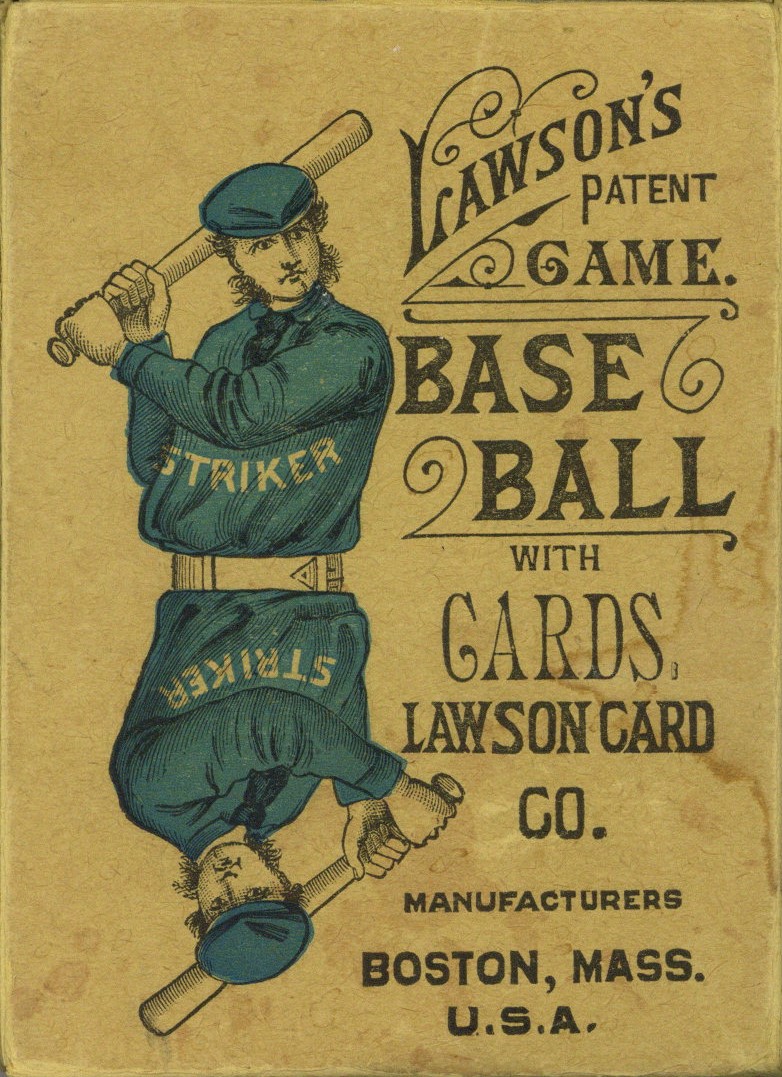 LAWSON'S
PATENT
GAME.
BASE
BALL
WITH
CARDS,
LAWSON CARD
CO.
MANUFACTURERS
BOSTON, MASS.
U.S.A.
STRIKER
STRIKER